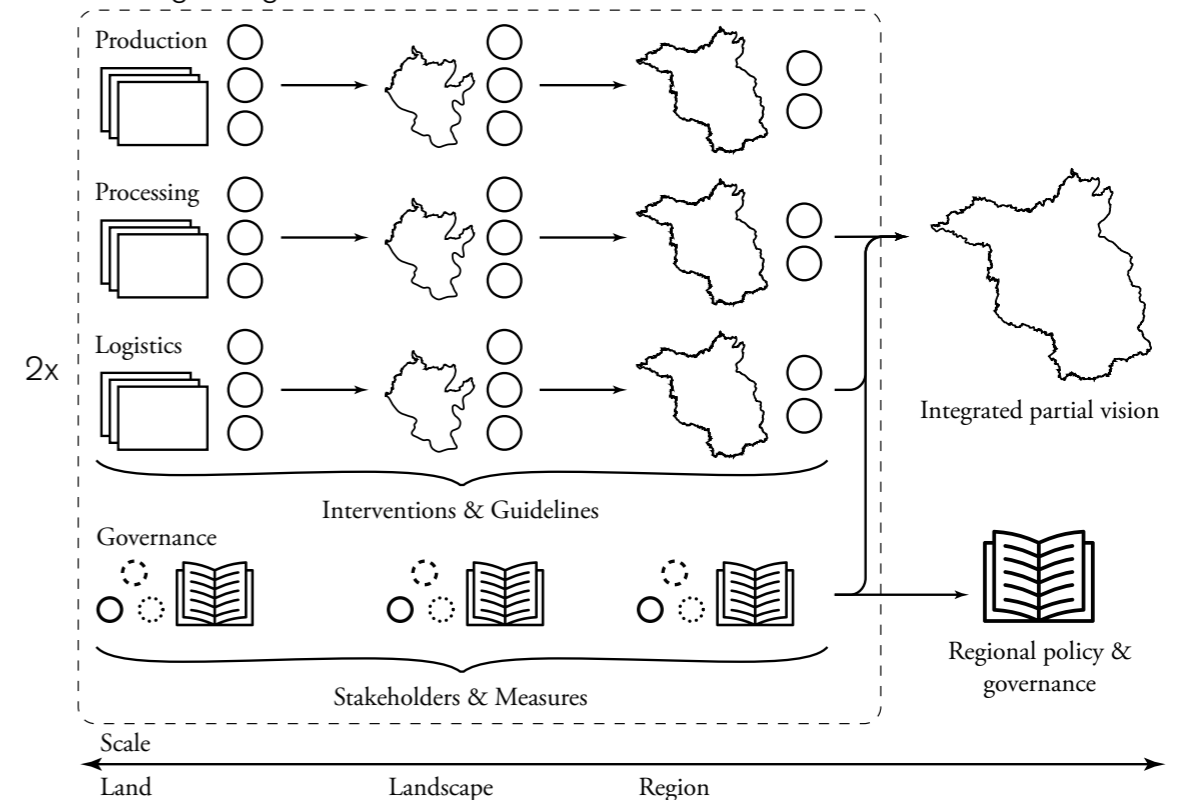 Production
Processing
Logistics
2x
Integrated partial vision
Interventions & Guidelines
Governance
Regional policy &
governance
Stakeholders & Measures
Scale
Land
Landscape
Region